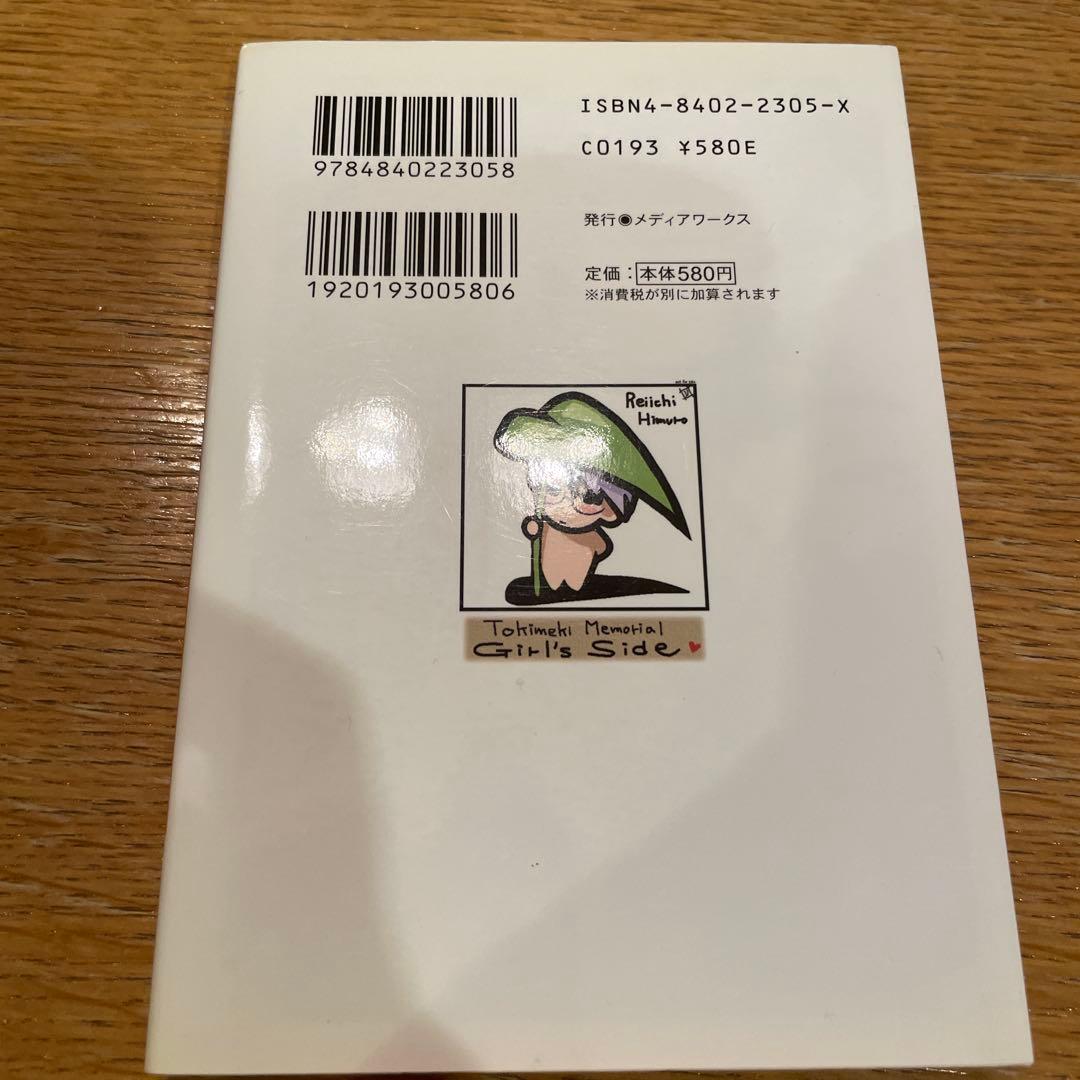 9784840223058
ISBN4-8402-2305-X
C0193 ¥580E
1920193005806
発行◉メディアワークス
定価：本体580円
※消費税が別に加算されます
Reiichi
Himuro
Tokimeki Memorial
Girl's Side ♥